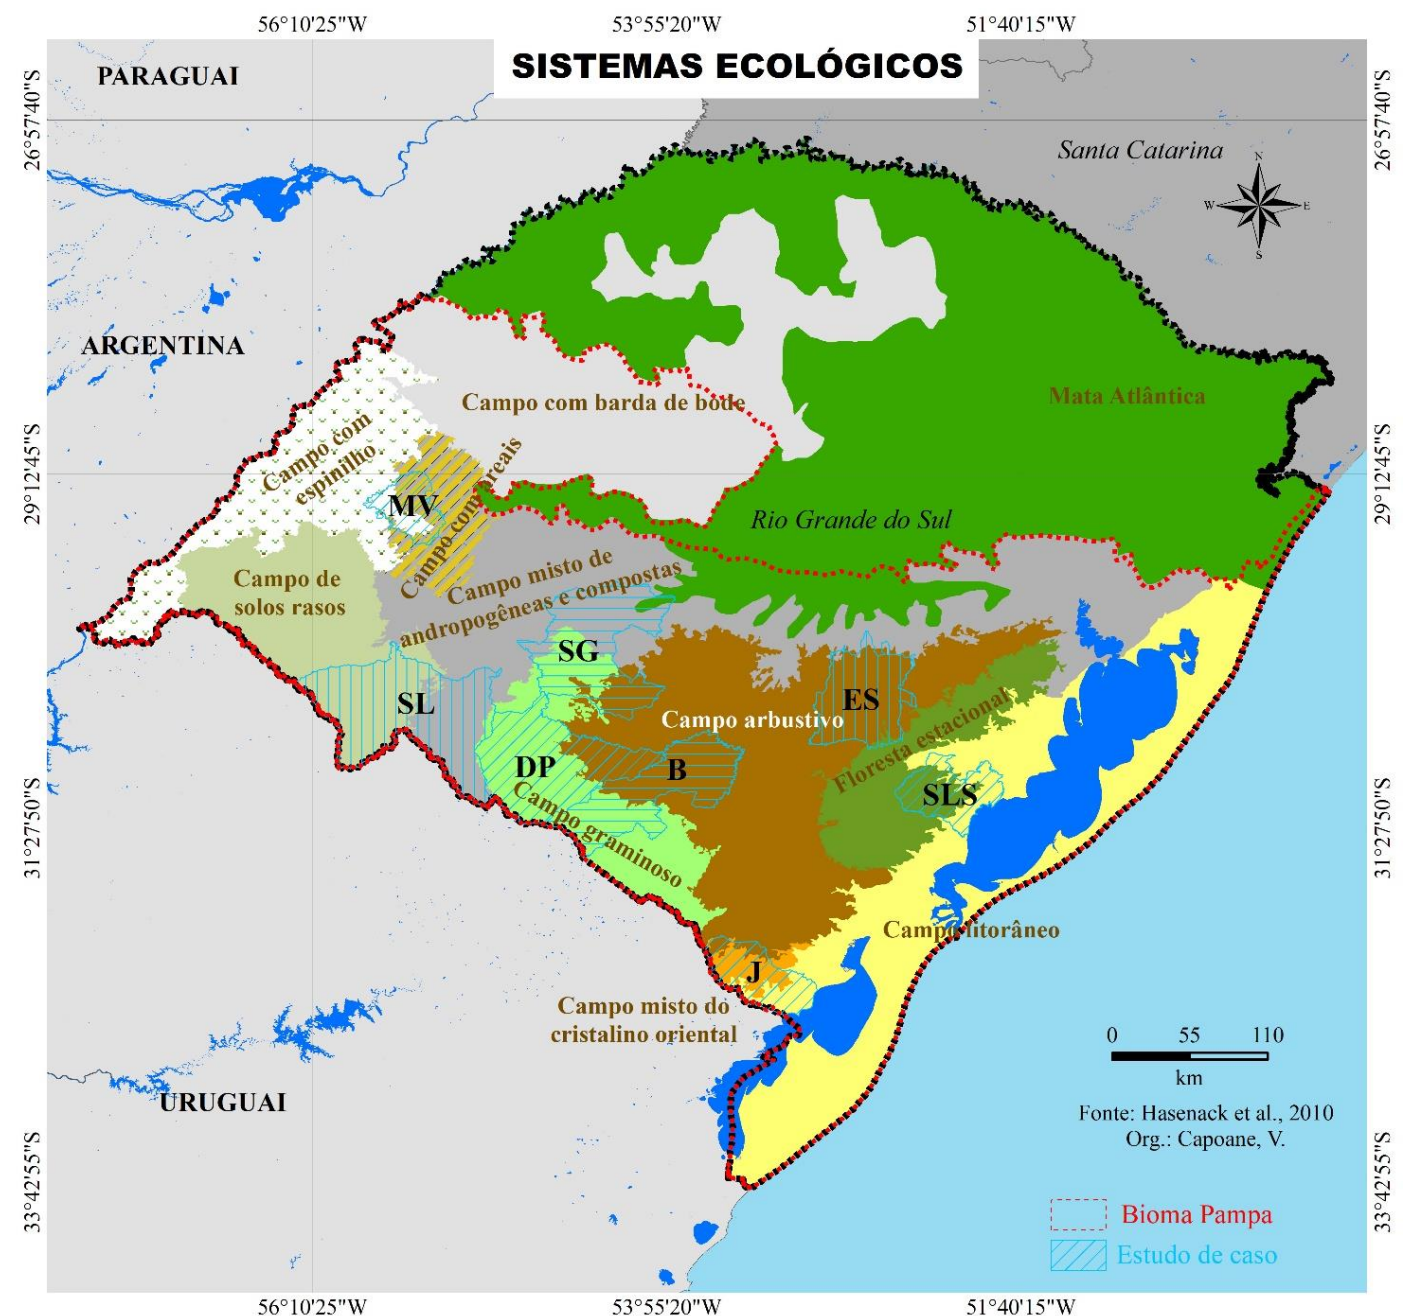 56°10'25"W
53°55'20"W
51°40'15"W
SISTEMAS ECOLÓGICOS
PARAGUAI
26°57'40"S
26°57'40"S
Santa Catarina
N
W
E
S
ARGENTINA
Campo com barda de bode
Mata Atlântica
Campo com
espinilho
29°12'45"S
29°12'45"S
MV
Campo com areais
Rio Grande do Sul
Campo de
solos rasos
Campo misto de
andropogêneas e compostas
SG
SL
ES
Campo arbustivo
Floresta estacional
DP
B
SLS
Campo graminoso
31°27'50"S
31°27'50"S
Campo litorâneo
J
Campo misto do
cristalino oriental
0 55 110
km
URUGUAI
Fonte: Hasenack et al., 2010
Org.: Capoane, V.
33°42'55"S
33°42'55"S
Bioma Pampa
Estudo de caso
56°10'25"W
53°55'20"W
51°40'15"W